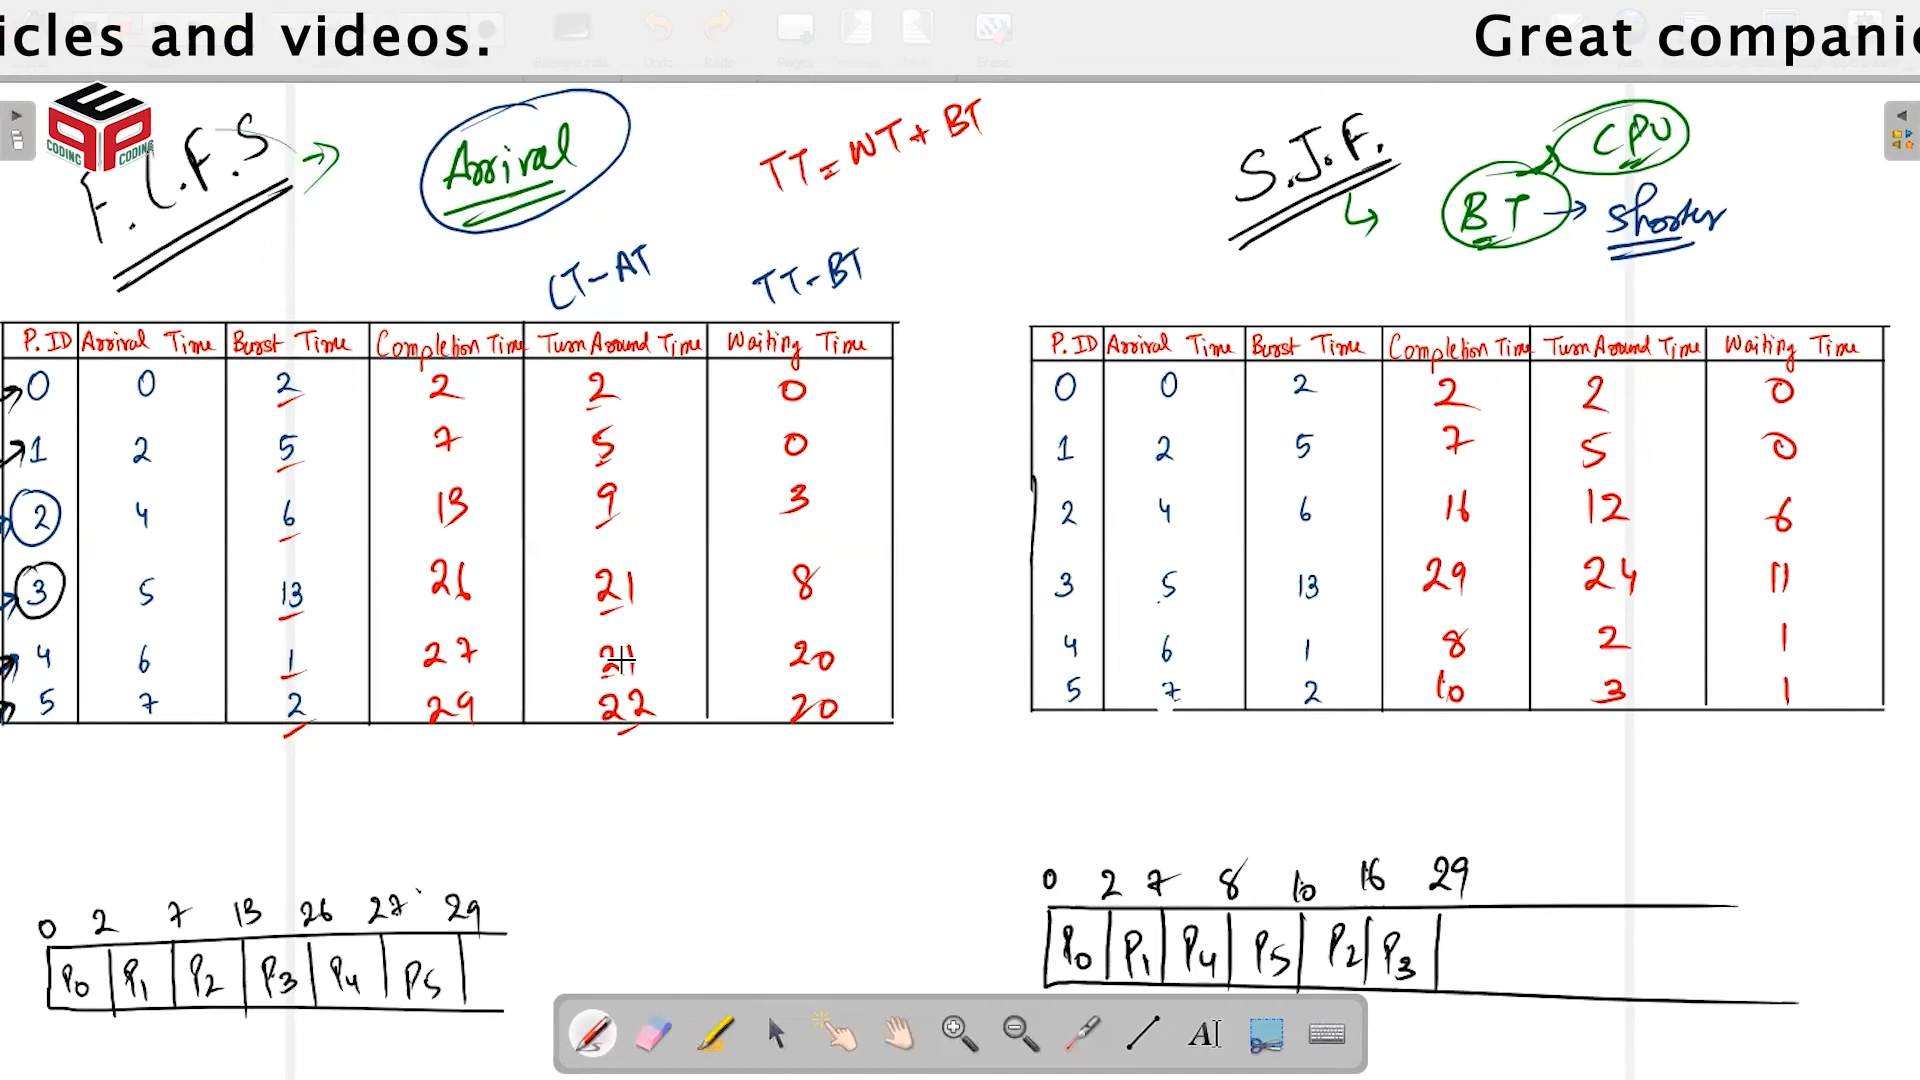 icles and videos.
Great companie
CODING CODING
F.C.F.S → Arrival
TT = WT + BT
CT-AT
TT-BT
P.ID Arrival Time Burst Time Completion Time Turn Around Time Waiting Time
0 0 2 2 2 0
1 2 5 7 5 0
2 4 6 13 9 3
3 5 13 26 21 8
4 6 1 27 21 20
5 7 2 29 22 20
0 2 7 13 26 27 29
P0 P1 P2 P3 P4 P5
S.J.F.
CPU
BT → Shorter
P.ID Arrival Time Burst Time Completion Time Turn Around Time Waiting Time
0 0 2 2 2 0
1 2 5 7 5 0
2 4 6 16 12 6
3 5 13 29 24 11
4 6 1 8 2 1
5 7 2 10 3 1
0 2 7 8 10 16 29
P0 P1 P4 P5 P2 P3